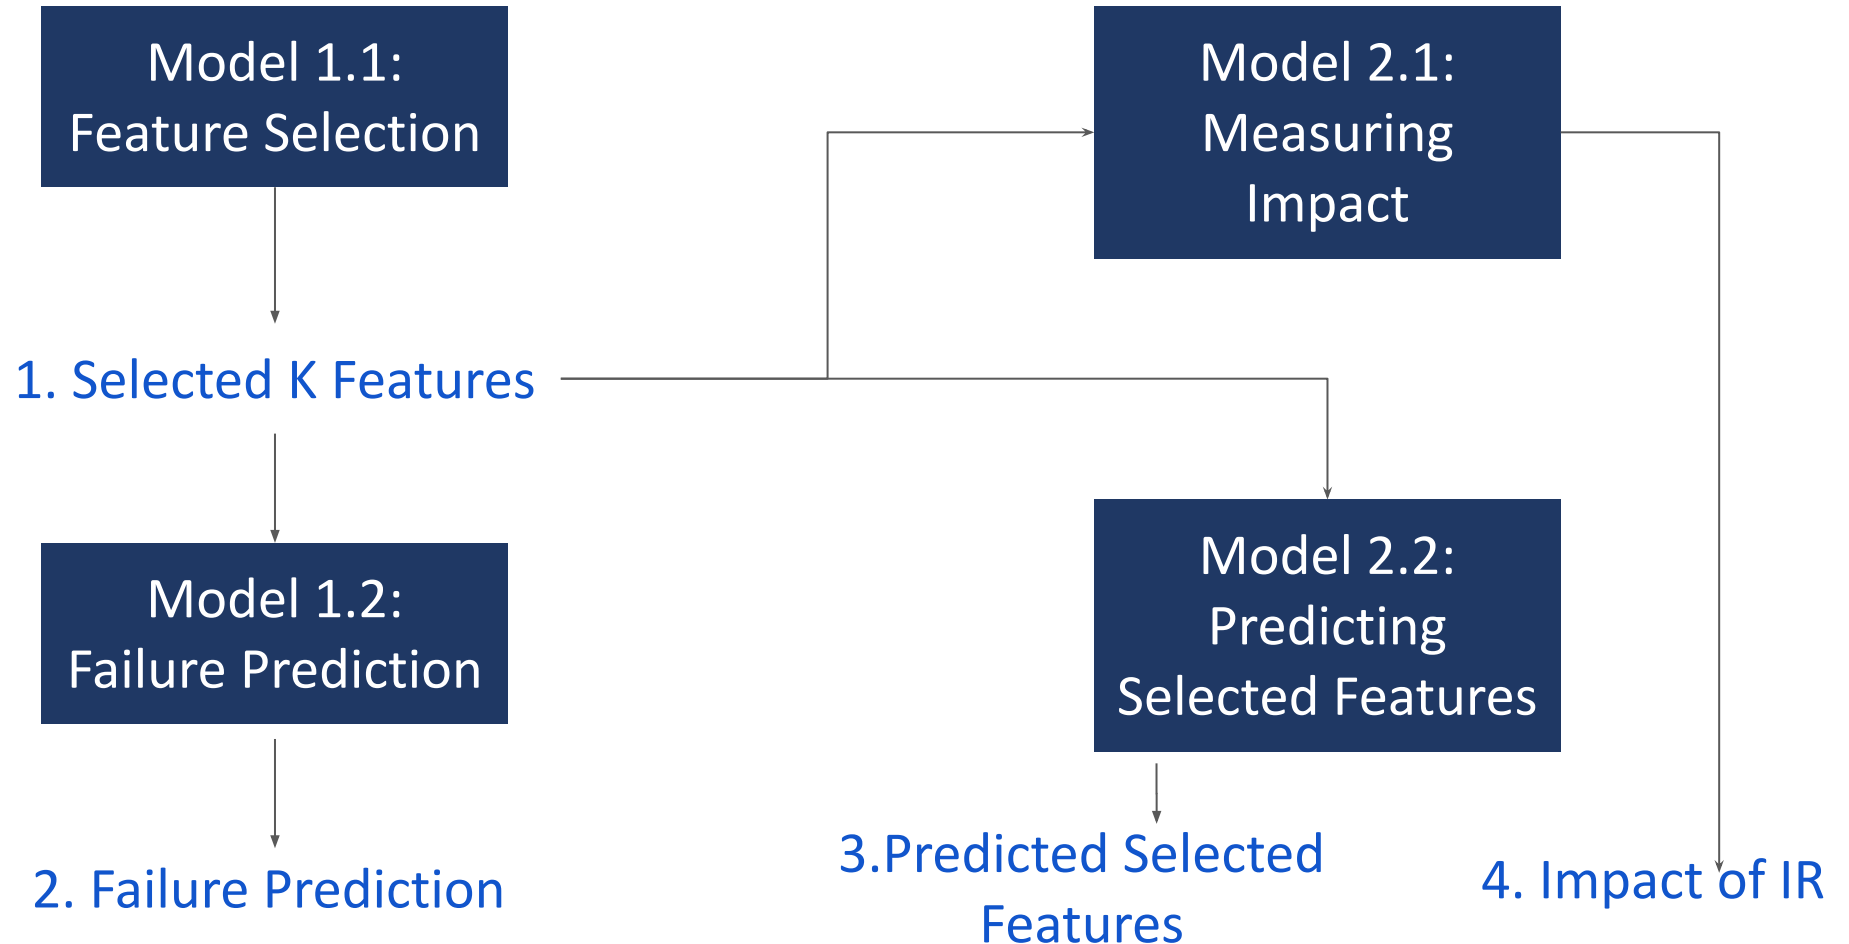 Model 1.1:
Feature Selection
1. Selected K Features
Model 1.2:
Failure Prediction
2. Failure Prediction
Model 2.1:
Measuring
Impact
Model 2.2:
Predicting
Selected Features
3.Predicted Selected
Features
4. Impact of IR